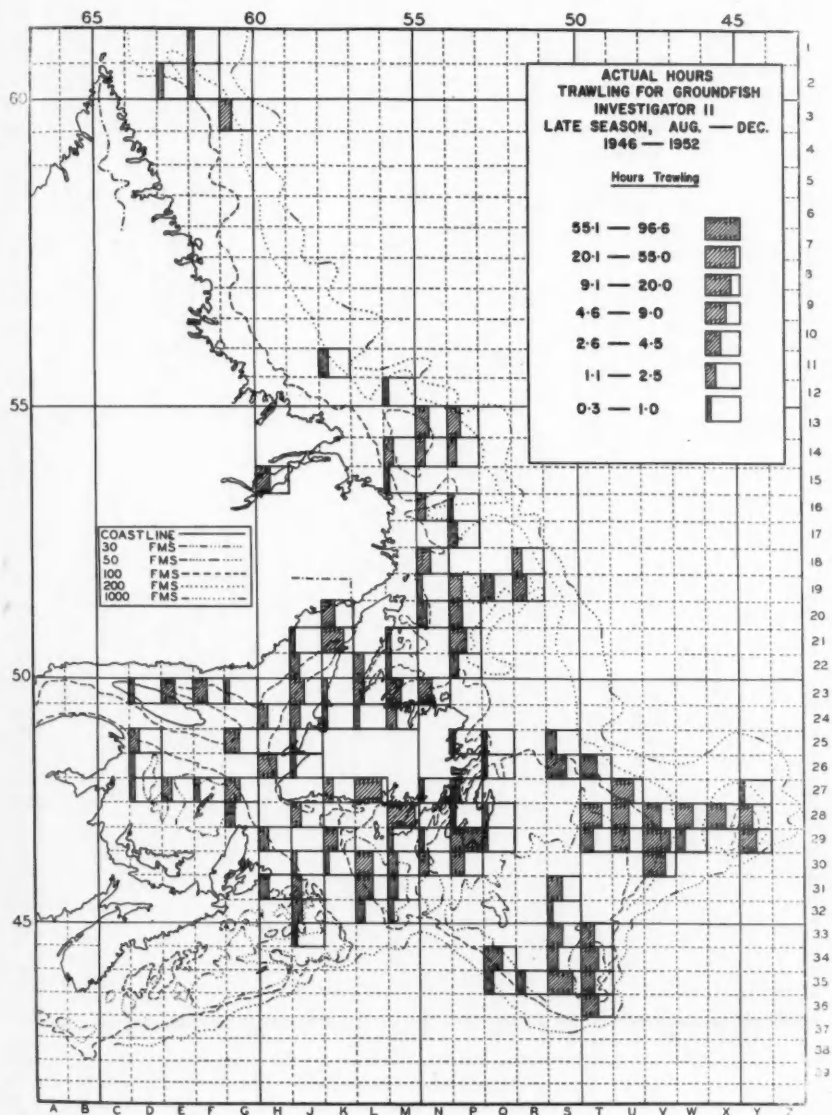 65 60 55 50 45
ACTUAL HOURS
TRAWLING FOR GROUNDFISH
INVESTIGATOR II
LATE SEASON, AUG. — DEC.
1946 — 1952
Hours Trawling
55·1 — 96·6
20·1 — 55·0
9·1 — 20·0
4·6 — 9·0
2·6 — 4·5
1·1 — 2·5
0·3 — 1·0
COASTLINE
30 FMS
50 FMS
100 FMS
200 FMS
1000 FMS
60
55
50
45
1
2
3
4
5
6
7
8
9
10
11
12
13
14
15
16
17
18
19
20
21
22
23
24
25
26
27
28
29
30
31
32
33
34
35
36
37
38
39
A B C D E F G H J K L M N P Q R S T U V W X